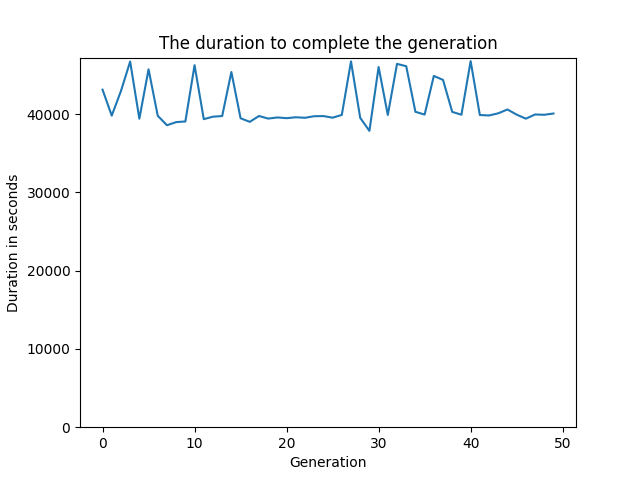 The duration to complete the generation
Duration in seconds
40000
30000
20000
10000
0
0 10 20 30 40 50
Generation